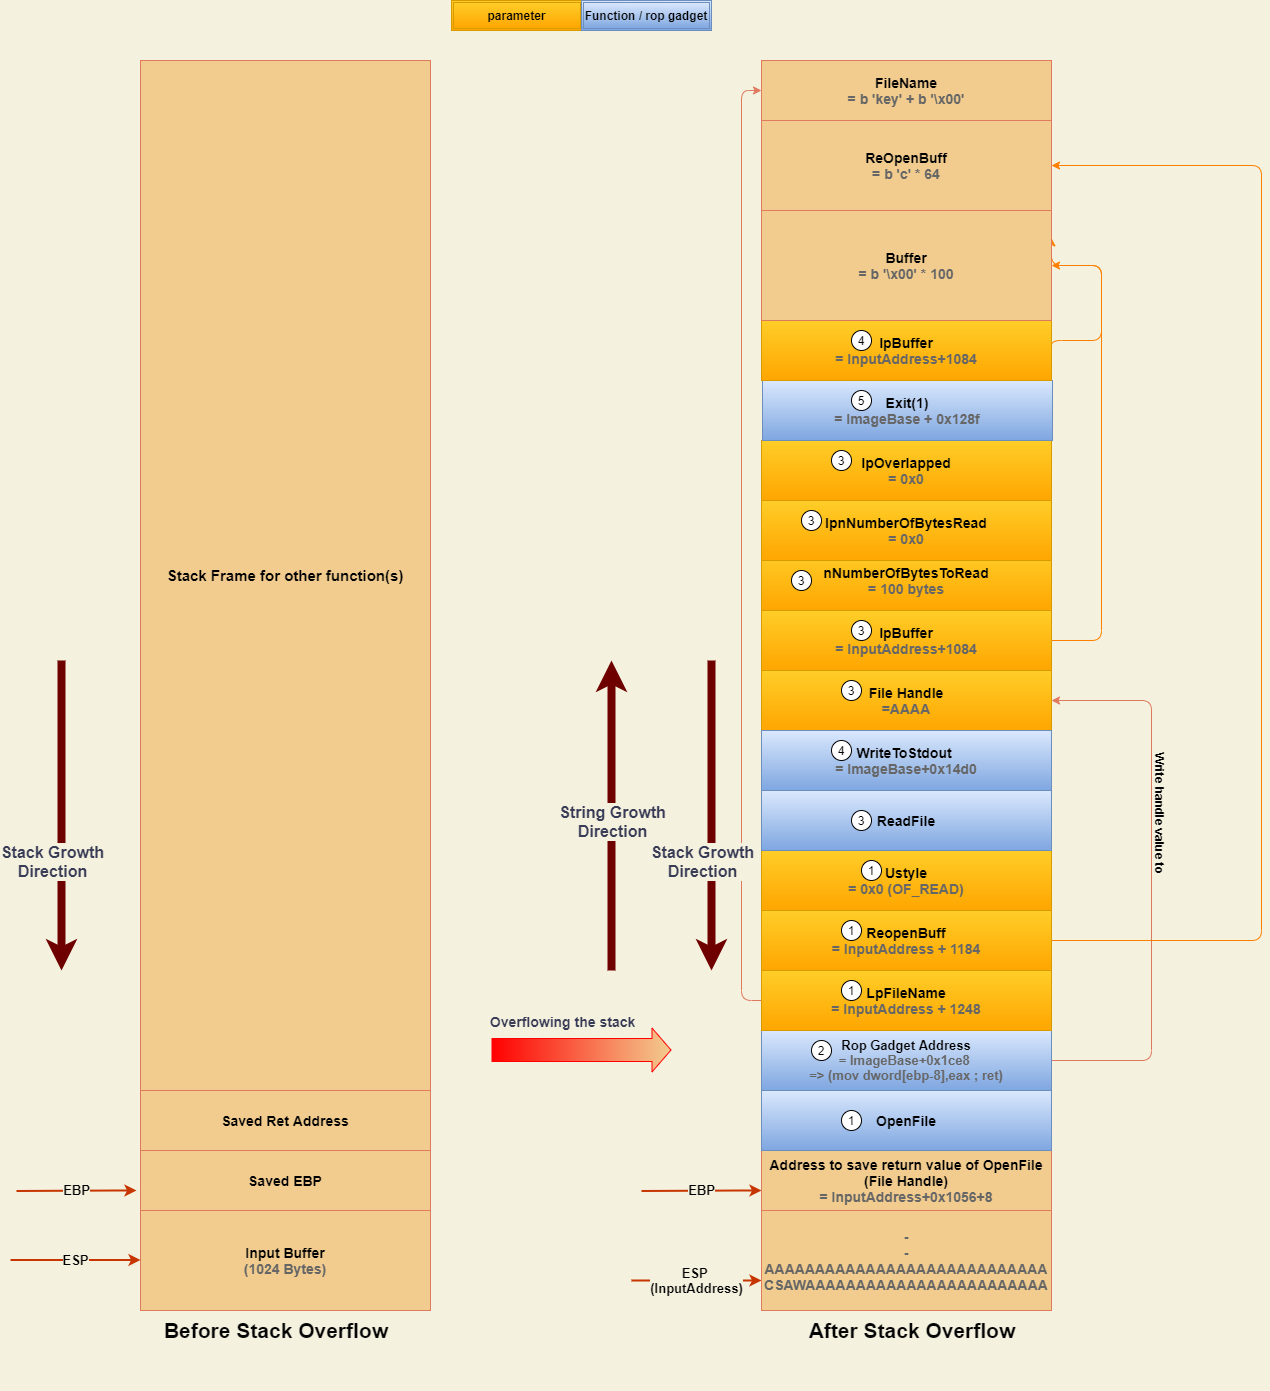 parameter
Function / rop gadget
Stack Frame for other function(s)
Stack Growth
Direction
Saved Ret Address
EBP
Saved EBP
ESP
Input Buffer
(1024 Bytes)
Before Stack Overflow
String Growth
Direction
Stack Growth
Direction
Overflowing the stack
FileName
= b 'key' + b '\x00'
ReOpenBuff
= b 'c' * 64
Buffer
= b '\x00' * 100
4 lpBuffer
= InputAddress+1084
5 Exit(1)
= ImageBase + 0x128f
3 lpOverlapped
= 0x0
3 lpnNumberOfBytesRead
= 0x0
3 nNumberOfBytesToRead
= 100 bytes
3 lpBuffer
= InputAddress+1084
3 File Handle
=AAAA
4 WriteToStdout
= ImageBase+0x14d0
Write handle value to
3 ReadFile
1 Ustyle
= 0x0 (OF_READ)
1 ReopenBuff
= InputAddress + 1184
1 LpFileName
= InputAddress + 1248
2 Rop Gadget Address
= ImageBase+0x1ce8
=> (mov dword[ebp-8],eax ; ret)
1 OpenFile
EBP
Address to save return value of OpenFile
(File Handle)
= InputAddress+0x1056+8
ESP
(InputAddress)
-
-
AAAAAAAAAAAAAAAAAAAAAAAAAAAA
CSAWAAAAAAAAAAAAAAAAAAAAAAAA
After Stack Overflow